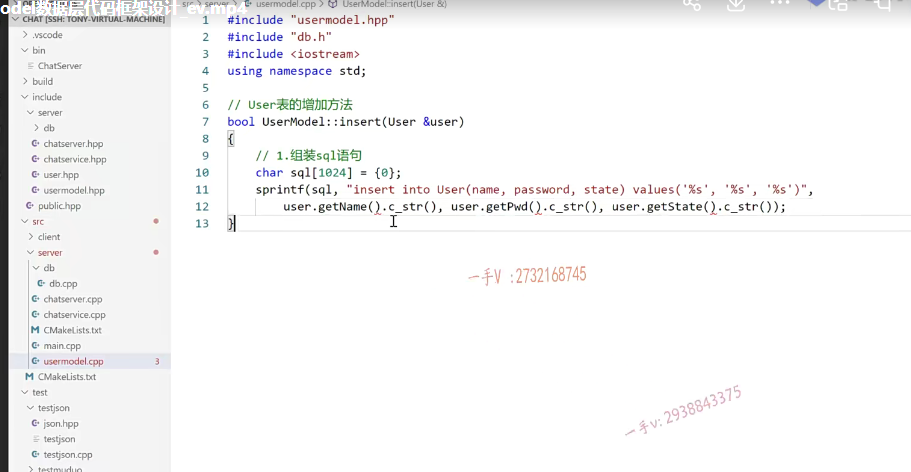 odel数据层代码框架设计_ev.mp4
src > server > usermodel.cpp > UserModel::insert(User &)
CHAT [SSH: TONY-VIRTUAL-MACHINE]
.vscode
bin
ChatServer
build
include
server
db
chatserver.hpp
chatservice.hpp
user.hpp
usermodel.hpp
public.hpp
src
client
server
db
db.cpp
chatserver.cpp
chatservice.cpp
CMakeLists.txt
main.cpp
usermodel.cpp 3
CMakeLists.txt
test
testjson
json.hpp
testjson
testjson.cpp
testmuduo
1 #include "usermodel.hpp"
2 #include "db.h"
3 #include <iostream>
4 using namespace std;
5
6 // User表的增加方法
7 bool UserModel::insert(User &user)
8 {
9 // 1.组装sql语句
10 char sql[1024] = {0};
11 sprintf(sql, "insert into User(name, password, state) values('%s', '%s', '%s')",
12 user.getName().c_str(), user.getPwd().c_str(), user.getState().c_str());
13 }
一手V :2732168745
一手v: 2938843375